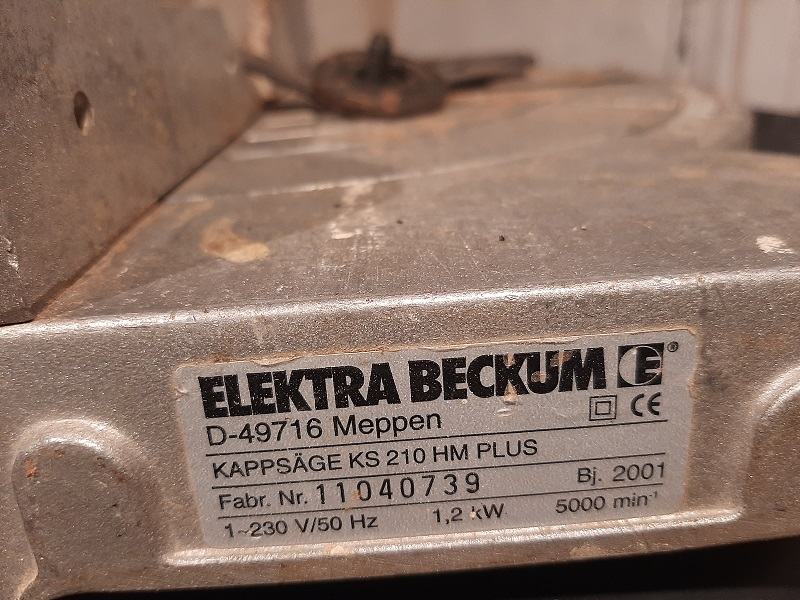 ELEKTRA BECKUM E®
D-49716 Meppen CE
KAPPSÄGE KS 210 HM PLUS
Fabr. Nr. 11040739 Bj. 2001
1~230 V/50 Hz 1,2 kW 5000 min⁻¹